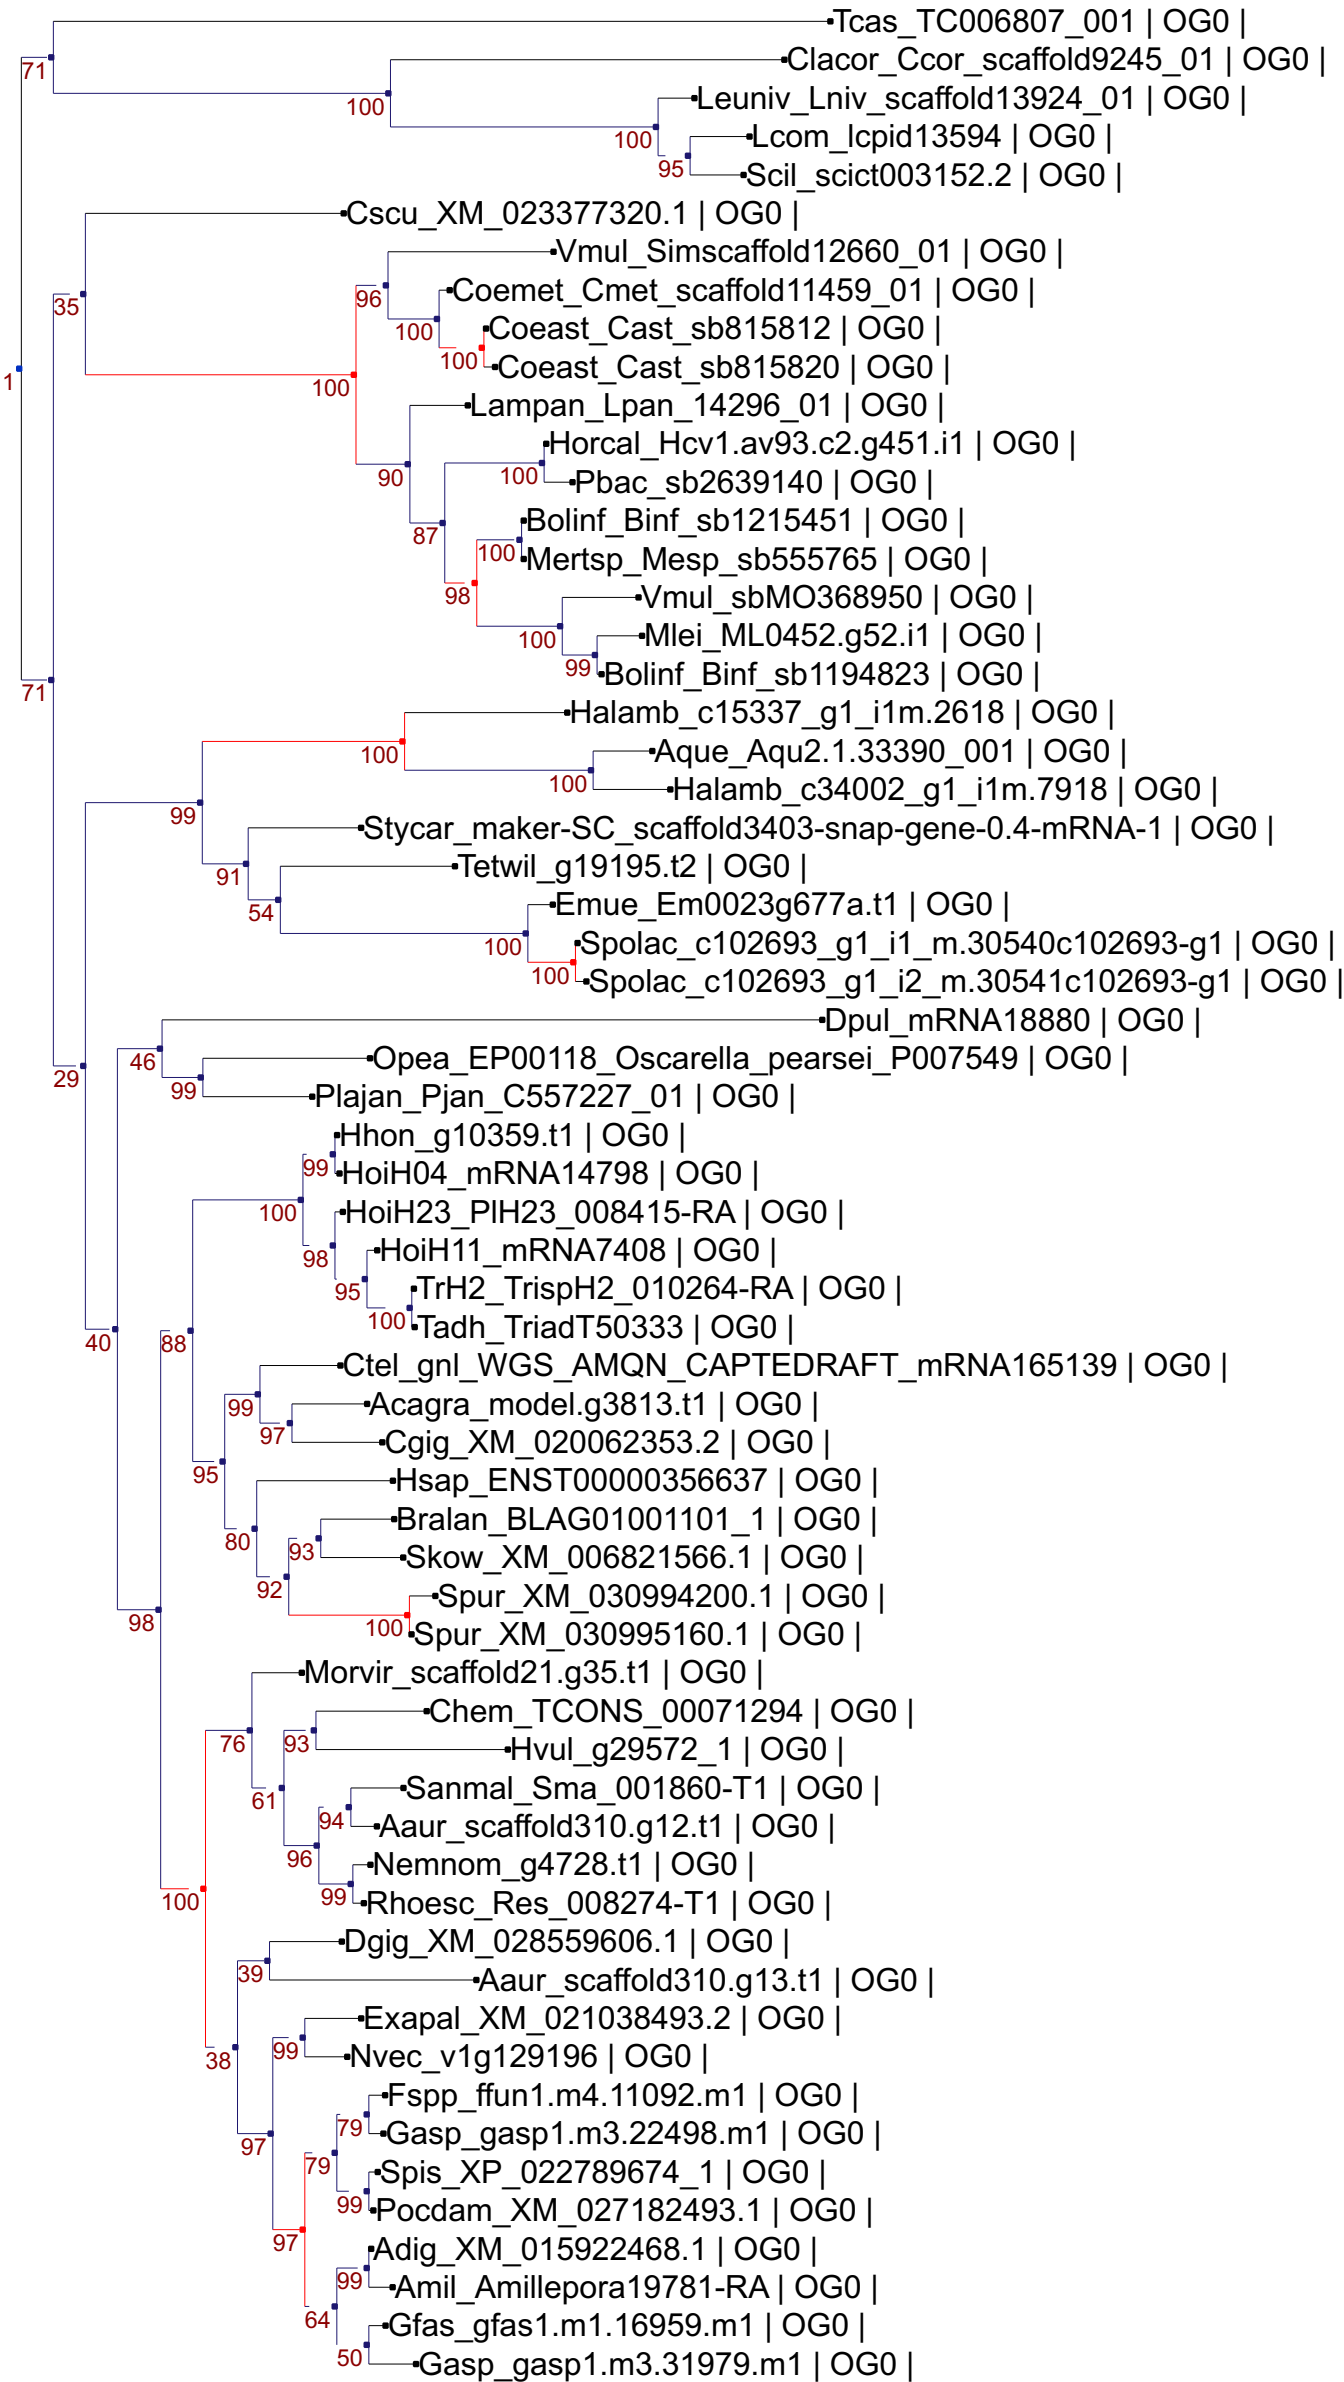 Tcas_TC006807_001 | OG0 |
71
Clacor_Ccor_scaffold9245_01 | OG0 |
100
Leuniv_Lniv_scaffold13924_01 | OG0 |
100
Lcom_lcpid13594 | OG0 |
95
Scil_scict003152.2 | OG0 |
Cscu_XM_023377320.1 | OG0 |
Vmul_Simscaffold12660_01 | OG0 |
35
96
Coemet_Cmet_scaffold11459_01 | OG0 |
100
Coeast_Cast_sb815812 | OG0 |
100
Coeast_Cast_sb815820 | OG0 |
1
100
Lampan_Lpan_14296_01 | OG0 |
Horcal_Hcv1.av93.c2.g451.i1 | OG0 |
90
100
Pbac_sb2639140 | OG0 |
Bolinf_Binf_sb1215451 | OG0 |
87
100
Mertsp_Mesp_sb555765 | OG0 |
98
Vmul_sbMO368950 | OG0 |
100
Mlei_ML0452.g52.i1 | OG0 |
99
Bolinf_Binf_sb1194823 | OG0 |
71
Halamb_c15337_g1_i1m.2618 | OG0 |
100
Aque_Aqu2.1.33390_001 | OG0 |
100
Halamb_c34002_g1_i1m.7918 | OG0 |
99
Stycar_maker-SC_scaffold3403-snap-gene-0.4-mRNA-1 | OG0 |
91
Tetwil_g19195.t2 | OG0 |
54
Emue_Em0023g677a.t1 | OG0 |
100
Spolac_c102693_g1_i1_m.30540c102693-g1 | OG0 |
100
Spolac_c102693_g1_i2_m.30541c102693-g1 | OG0 |
Dpul_mRNA18880 | OG0 |
46
Opea_EP00118_Oscarella_pearsei_P007549 | OG0 |
29
99
Plajan_Pjan_C557227_01 | OG0 |
Hhon_g10359.t1 | OG0 |
99
HoiH04_mRNA14798 | OG0 |
100
HoiH23_PlH23_008415-RA | OG0 |
98
HoiH11_mRNA7408 | OG0 |
95
TrH2_TrispH2_010264-RA | OG0 |
100
Tadh_TriadT50333 | OG0 |
40
88
Ctel_gnl_WGS_AMQN_CAPTEDRAFT_mRNA165139 | OG0 |
99
Acagra_model.g3813.t1 | OG0 |
97
Cgig_XM_020062353.2 | OG0 |
95
Hsap_ENST00000356637 | OG0 |
Bralan_BLAG01001101_1 | OG0 |
80
93
Skow_XM_006821566.1 | OG0 |
92
Spur_XM_030994200.1 | OG0 |
98
100
Spur_XM_030995160.1 | OG0 |
Morvir_scaffold21.g35.t1 | OG0 |
Chem_TCONS_00071294 | OG0 |
76
93
Hvul_g29572_1 | OG0 |
Sanmal_Sma_001860-T1 | OG0 |
61
94
Aaur_scaffold310.g12.t1 | OG0 |
96
Nemnom_g4728.t1 | OG0 |
99
Rhoesc_Res_008274-T1 | OG0 |
100
Dgig_XM_028559606.1 | OG0 |
39
Aaur_scaffold310.g13.t1 | OG0 |
Exapal_XM_021038493.2 | OG0 |
38
99
Nvec_v1g129196 | OG0 |
Fspp_ffun1.m4.11092.m1 | OG0 |
79
Gasp_gasp1.m3.22498.m1 | OG0 |
97
79
Spis_XP_022789674_1 | OG0 |
99
Pocdam_XM_027182493.1 | OG0 |
97
Adig_XM_015922468.1 | OG0 |
99
Amil_Amillepora19781-RA | OG0 |
64
Gfas_gfas1.m1.16959.m1 | OG0 |
50
Gasp_gasp1.m3.31979.m1 | OG0 |